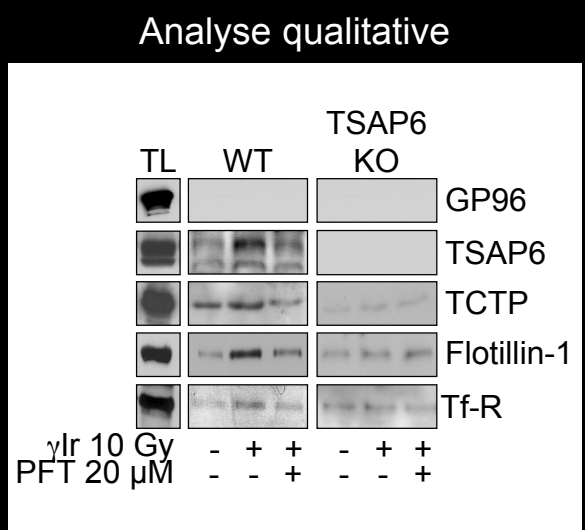 Analyse qualitative
TSAP6
TL WT KO
GP96
TSAP6
TCTP
Flotillin-1
Tf-R
γIr 10 Gy - + + - + +
PFT 20 µM - - + - - +